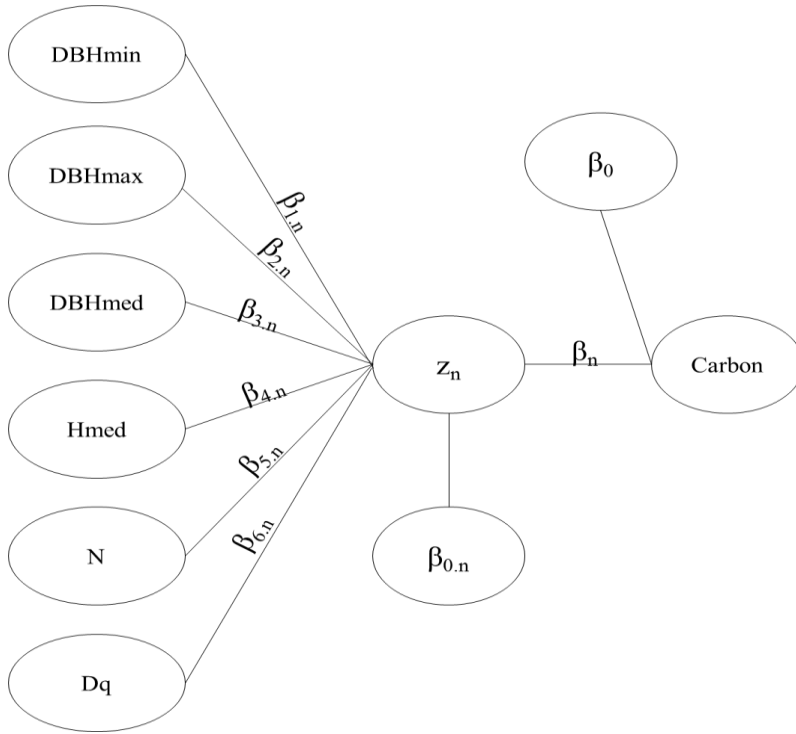 DBHmin
DBHmax
DBHmed
Hmed
N
Dq
β₁.ₙ
β₂.ₙ
β₃.ₙ
β₄.ₙ
β₅.ₙ
β₆.ₙ
zₙ
β₀.ₙ
βₙ
β₀
Carbon